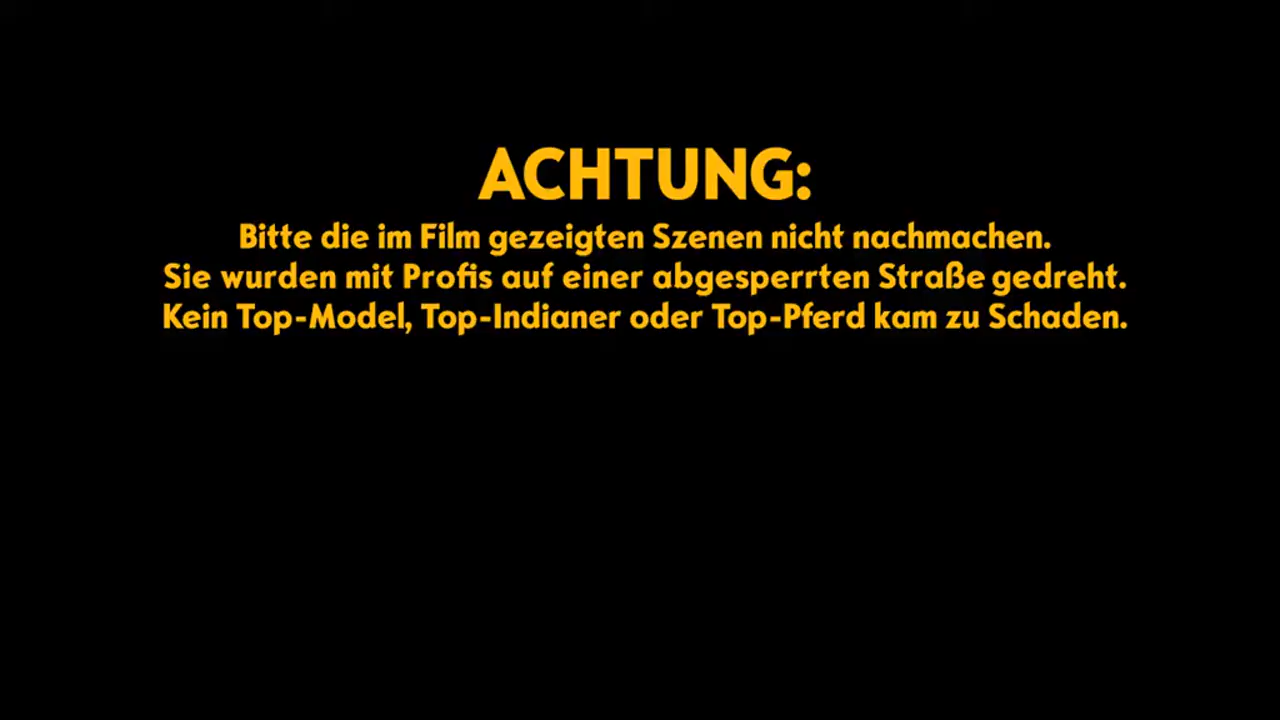 ACHTUNG:
Bitte die im Film gezeigten Szenen nicht nachmachen.
Sie wurden mit Profis auf einer abgesperrten Straße gedreht.
Kein Top-Model, Top-Indianer oder Top-Pferd kam zu Schaden.